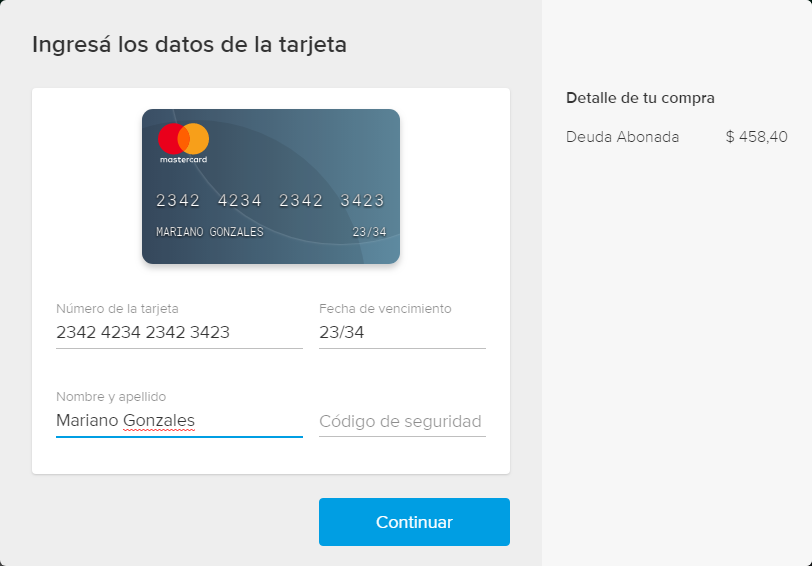 Ingresá los datos de la tarjeta
mastercard
2342 4234 2342 3423
MARIANO GONZALES 23/34
Número de la tarjeta
2342 4234 2342 3423
Fecha de vencimiento
23/34
Nombre y apellido
Mariano Gonzales
Código de seguridad
Continuar
Detalle de tu compra
Deuda Abonada $ 458,40